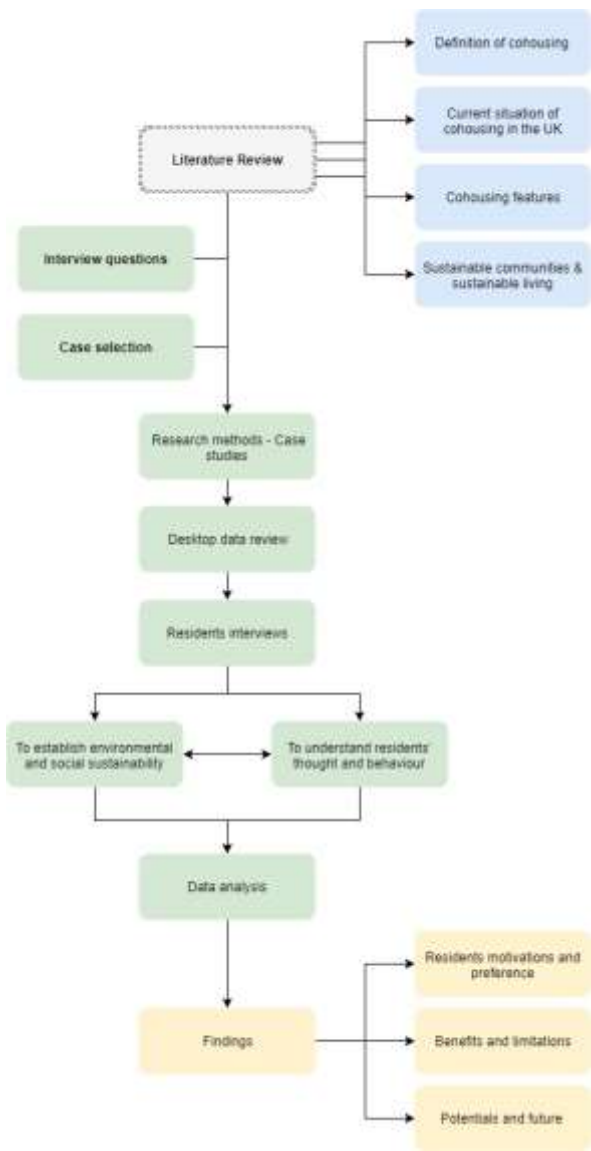 Definition of cohousing
Current situation of
cohousing in the UK
Literature Review
Cohousing features
Interview questions
Sustainable communities &
sustainable living
Case selection
Research methods - Case
studies
Desktop data review
Residents interviews
To establish environmental
and social sustainability
To understand residents'
thought and behaviour
Data analysis
Residents motivations and
preference
Findings
Benefits and limitations
Potentials and future